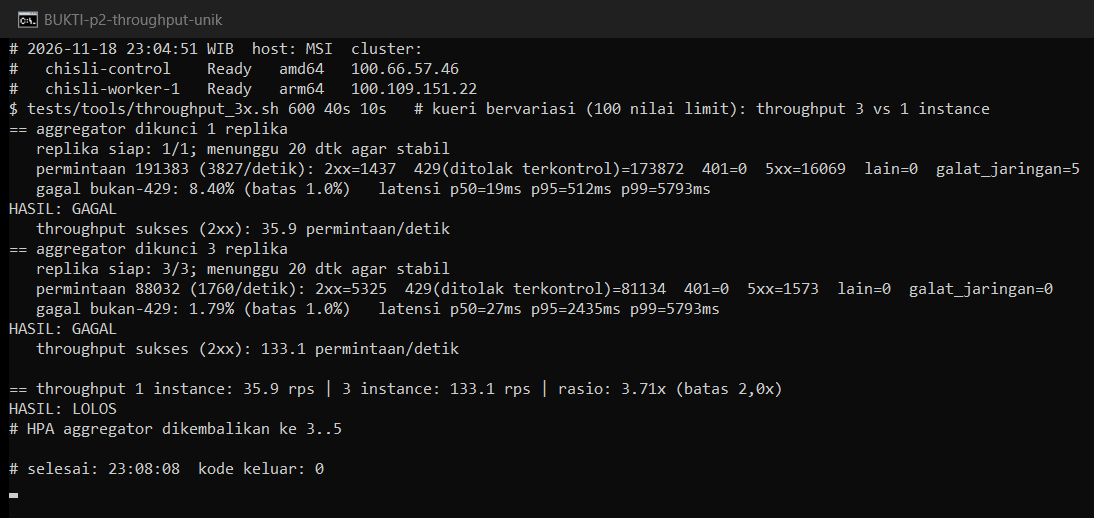 BUKTI-p2-throughput-unik
# 2026-11-18 23:04:51 WIB  host: MSI  cluster:
#   chisli-control    Ready   amd64   100.66.57.46
#   chisli-worker-1   Ready   arm64   100.109.151.22
$ tests/tools/throughput_3x.sh 600 40s 10s   # kueri bervariasi (100 nilai limit): throughput 3 vs 1 instance
== aggregator dikunci 1 replika
   replika siap: 1/1; menunggu 20 dtk agar stabil
   permintaan 191383 (3827/detik): 2xx=1437  429(ditolak terkontrol)=173872  401=0  5xx=16069  lain=0  galat_jaringan=5
   gagal bukan-429: 8.40% (batas 1.0%)   latensi p50=19ms p95=512ms p99=5793ms
HASIL: GAGAL
   throughput sukses (2xx): 35.9 permintaan/detik
== aggregator dikunci 3 replika
   replika siap: 3/3; menunggu 20 dtk agar stabil
   permintaan 88032 (1760/detik): 2xx=5325  429(ditolak terkontrol)=81134  401=0  5xx=1573  lain=0  galat_jaringan=0
   gagal bukan-429: 1.79% (batas 1.0%)   latensi p50=27ms p95=2435ms p99=5793ms
HASIL: GAGAL
   throughput sukses (2xx): 133.1 permintaan/detik
== throughput 1 instance: 35.9 rps | 3 instance: 133.1 rps | rasio: 3.71x (batas 2,0x)
HASIL: LOLOS
# HPA aggregator dikembalikan ke 3..5
# selesai: 23:08:08  kode keluar: 0